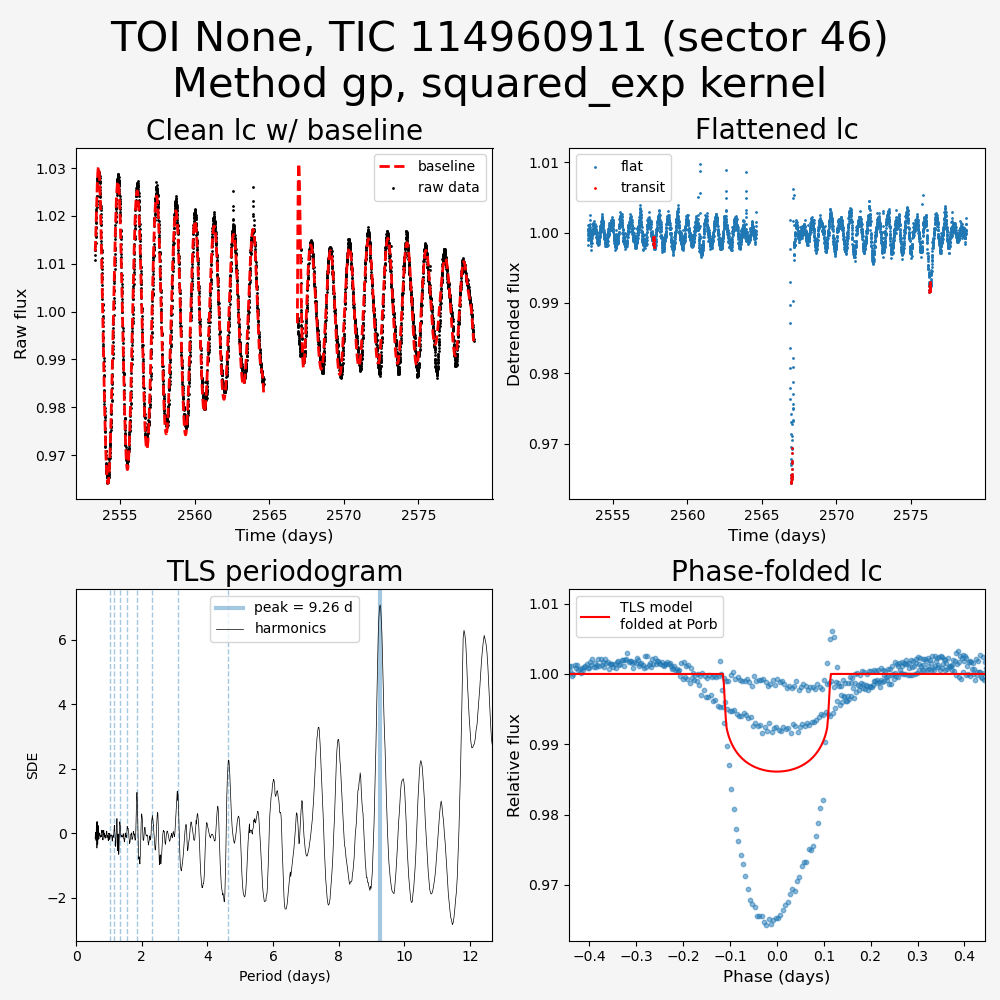 TOI None, TIC 114960911 (sector 46)
Method gp, squared_exp kernel
Clean lc w/ baseline
Raw flux
1.03
1.02
1.01
1.00
0.99
0.98
0.97
baseline
raw data
2555
2560
2565
2570
2575
Time (days)
Flattened lc
Detrended flux
1.01
1.00
0.99
0.98
0.97
flat
transit
2555
2560
2565
2570
2575
Time (days)
TLS periodogram
SDE
6
4
2
0
−2
peak = 9.26 d
harmonics
0
2
4
6
8
10
12
Period (days)
Phase-folded lc
Relative flux
1.01
1.00
0.99
0.98
0.97
TLS model
folded at Porb
−0.4
−0.3
−0.2
−0.1
0.0
0.1
0.2
0.3
0.4
Phase (days)